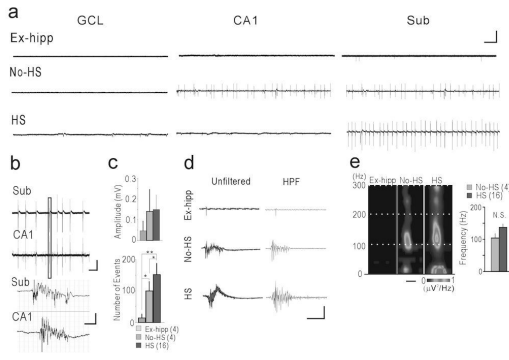 a
GCL CA1 Sub
Ex-hipp
No-HS
HS
b
Sub
CA1
Sub
CA1
c
Amplitude (mV)
0.3
0.2
0.1
0
Number of Events
200
100
0
**
*
*
Ex-hipp (4)
No-HS (4)
HS (16)
d
Unfiltered HPF
Ex-hipp
No-HS
HS
e
(Hz) Ex-hipp No-HS HS
300
200
100
0
0 1
(μV²/Hz)
No-HS (4)
HS (16)
Frequency (Hz)
200
100
0
N.S.